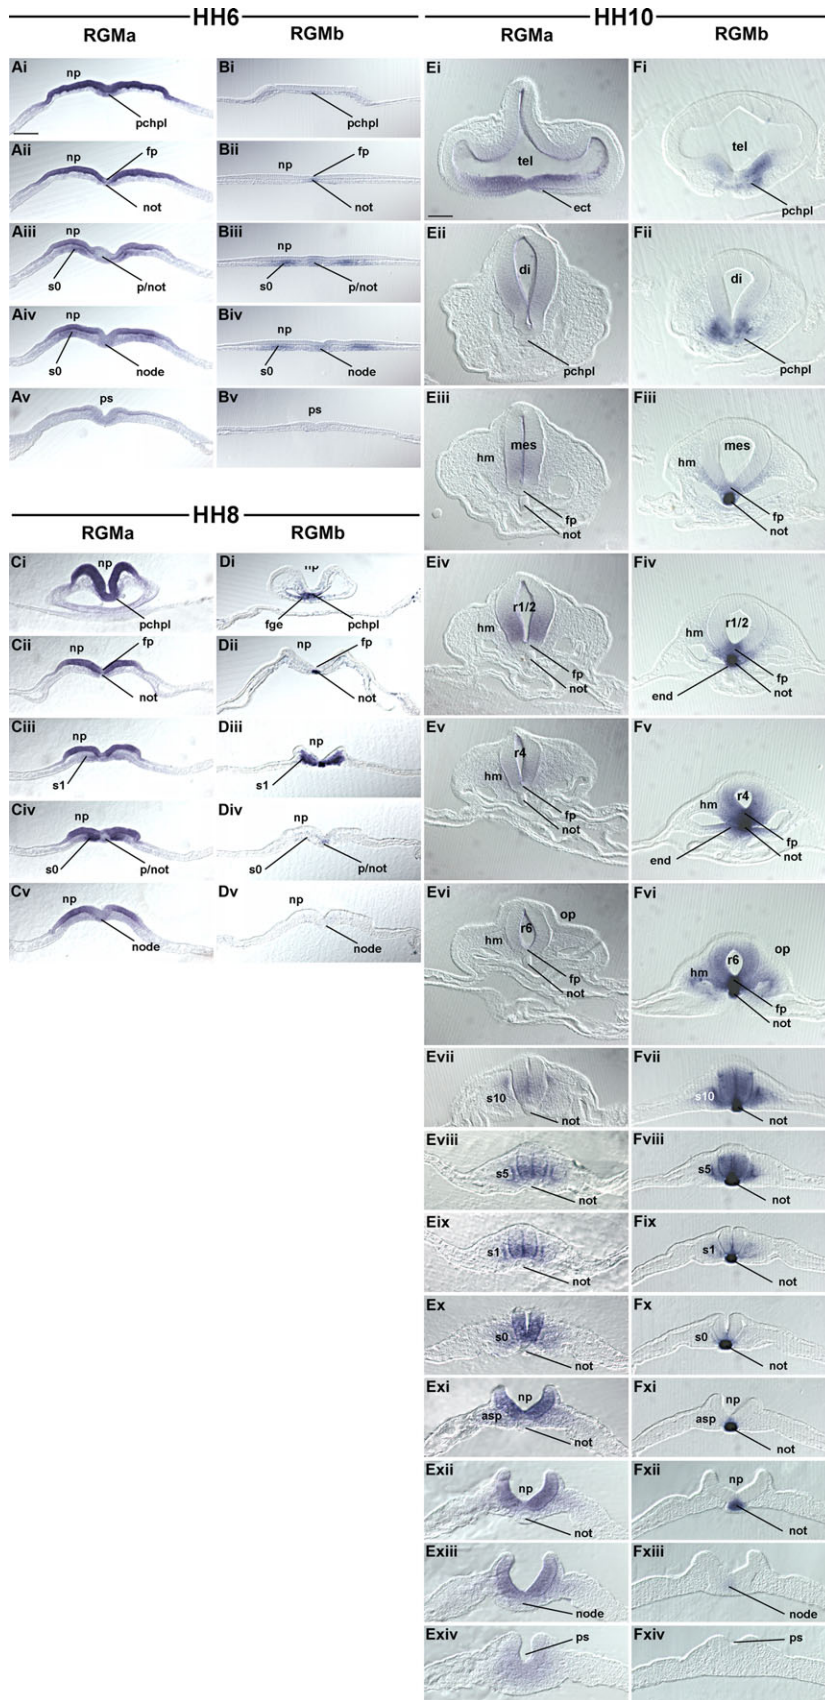 HH6
RGMa RGMb
Ai np pchpl
Bi pchpl
Aii np fp not
Bii np fp not
Aiii np s0 p/not
Biii np s0 p/not
Aiv np s0 node
Biv np s0 node
Av ps
Bv ps
HH8
RGMa RGMb
Ci np pchpl
Di np fge pchpl
Cii np fp not
Dii np fp not
Ciii np s1
Diii np s1
Civ np s0 p/not
Div np s0 p/not
Cv np node
Dv np node
HH10
RGMa RGMb
Ei tel ect
Fi tel pchpl
Eii di pchpl
Fii di pchpl
Eiii mes hm fp not
Fiii mes hm fp not
Eiv r1/2 hm fp not
Fiv r1/2 hm fp end not
Ev r4 hm fp not
Fv r4 hm fp end not
Evi op r6 hm fp not
Fvi op r6 hm fp not
Evii s10 not
Fvii s10 not
Eviii s5 not
Fviii s5 not
Eix s1 not
Fix s1 not
Ex s0 not
Fx s0 not
Exi np asp not
Fxi np asp not
Exii np not
Fxii np not
Exiii node
Fxiii node
Exiv ps
Fxiv ps